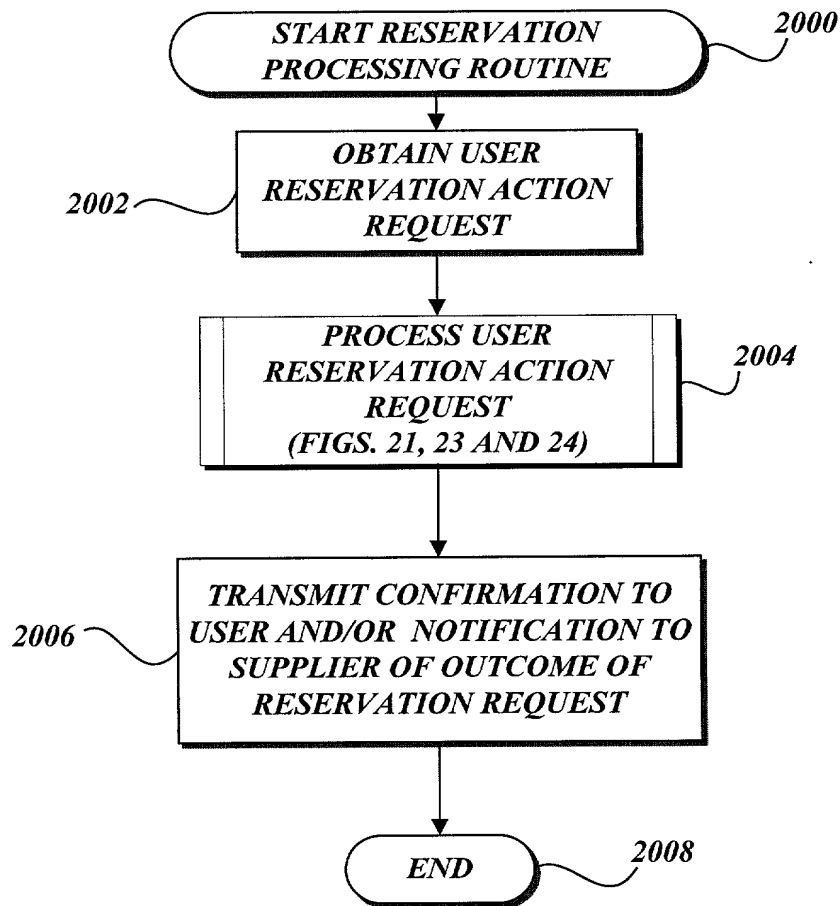 START RESERVATION
PROCESSING ROUTINE
2000
OBTAIN USER
RESERVATION ACTION
REQUEST
2002
PROCESS USER
RESERVATION ACTION
REQUEST
(FIGS. 21, 23 AND 24)
2004
TRANSMIT CONFIRMATION TO
USER AND/OR NOTIFICATION TO
SUPPLIER OF OUTCOME OF
RESERVATION REQUEST
2006
END
2008